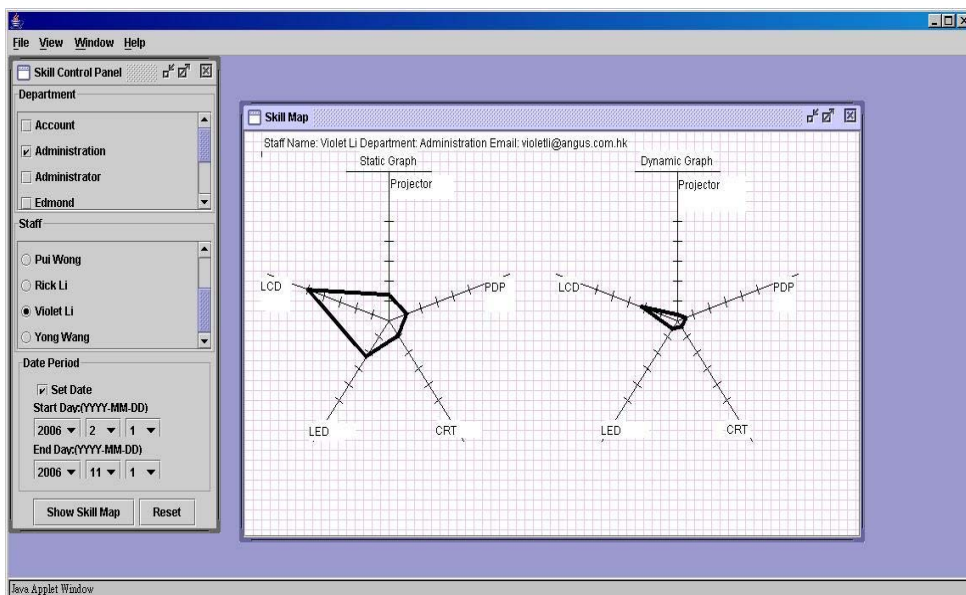 File View Window Help
Skill Control Panel
Department
Account
Administration
Administrator
Edmond
Staff
Pui Wong
Rick Li
Violet Li
Yong Wang
Date Period
Set Date
Start Day:(YYYY-MM-DD)
2006 2 1
End Day:(YYYY-MM-DD)
2006 11 1
Show Skill Map Reset
Skill Map
Staff Name: Violet Li Department: Administration Email: violetli@angus.com.hk
Static Graph
Projector
LCD
PDP
LED
CRT
Dynamic Graph
Projector
LCD
PDP
LED
CRT
Java Applet Window